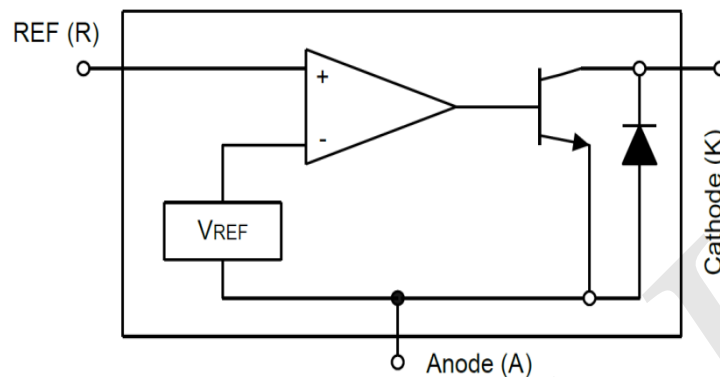 REF (R)
+
-
VREF
Cathode (K)
Anode (A)